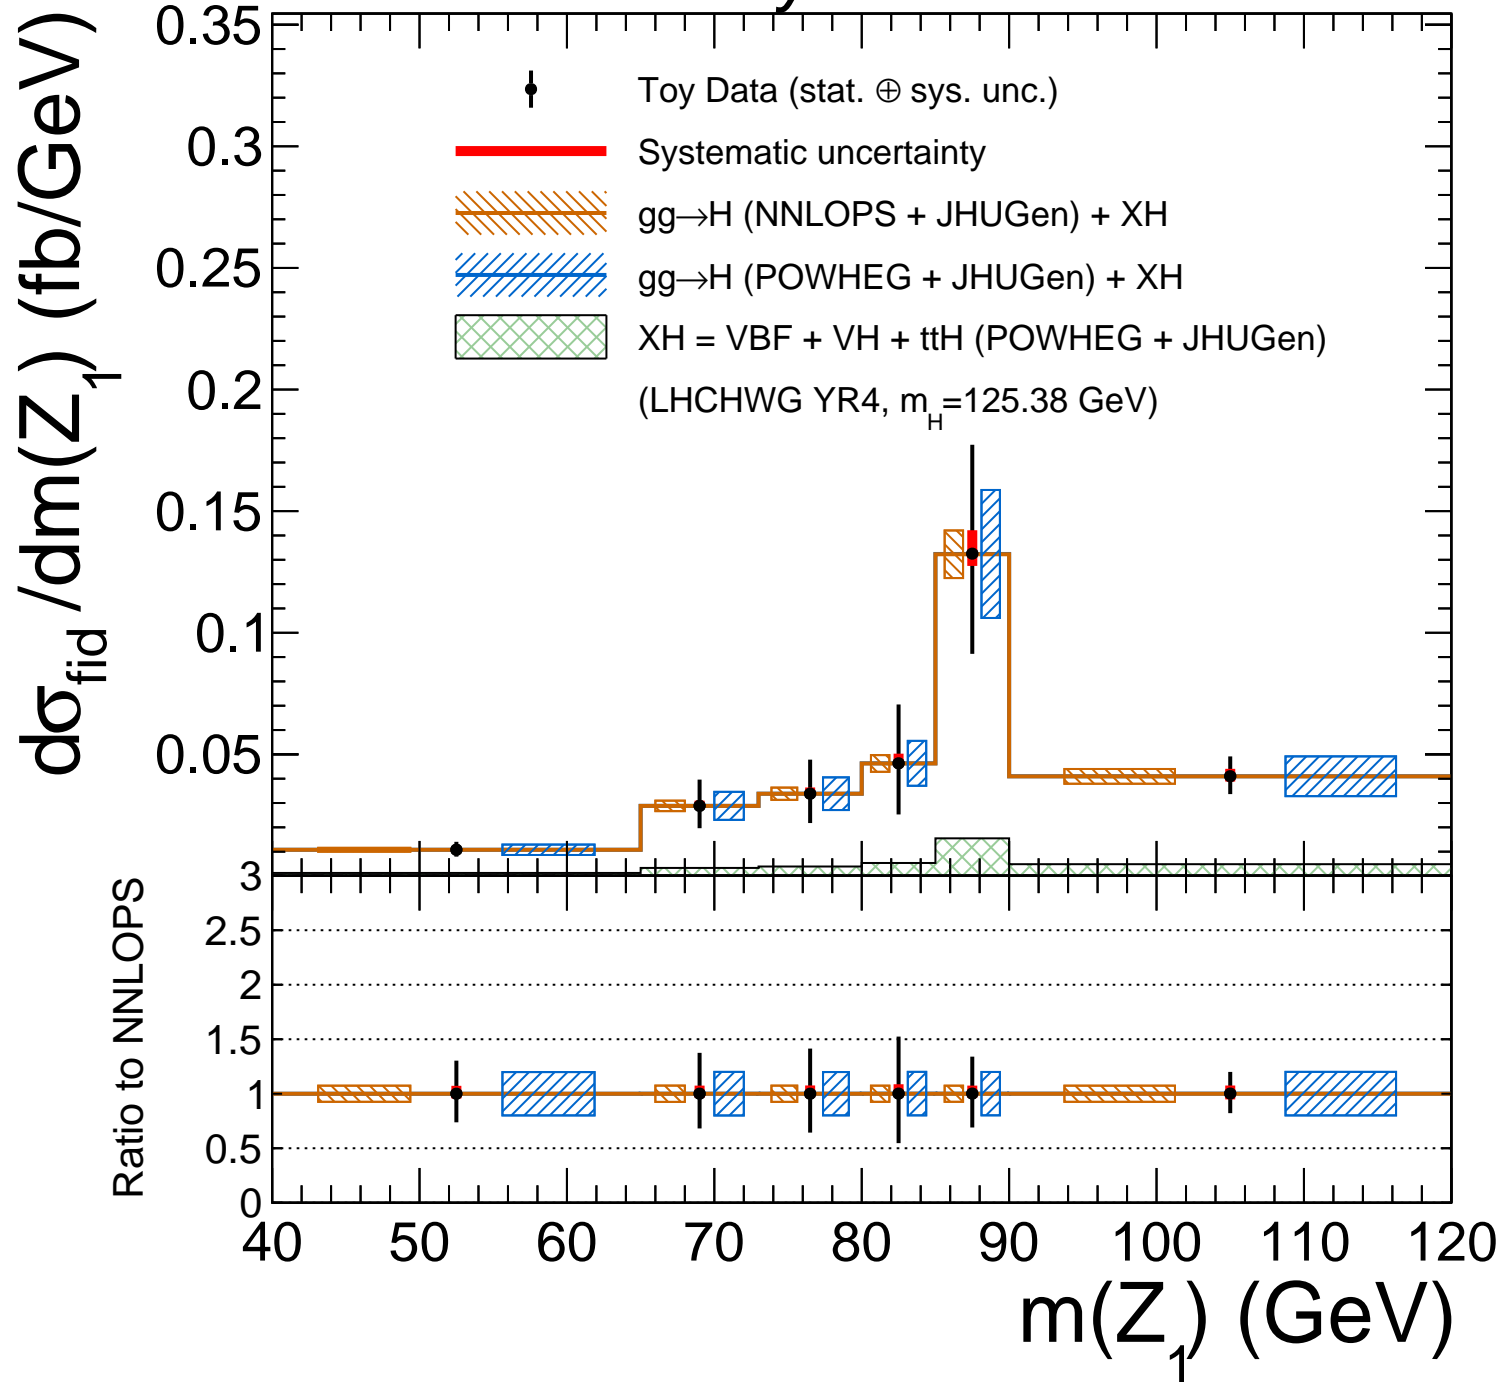 dσfid/dm(Z1) (fb/GeV)
0.35
0.3
0.25
0.2
0.15
0.1
0.05
Toy Data (stat. ⊕ sys. unc.)
Systematic uncertainty
gg→H (NNLOPS + JHUGen) + XH
gg→H (POWHEG + JHUGen) + XH
XH = VBF + VH + ttH (POWHEG + JHUGen)
(LHCHWG YR4, mH=125.38 GeV)
Ratio to NNLOPS
3
2.5
2
1.5
1
0.5
0
40 50 60 70 80 90 100 110 120
m(Z1) (GeV)